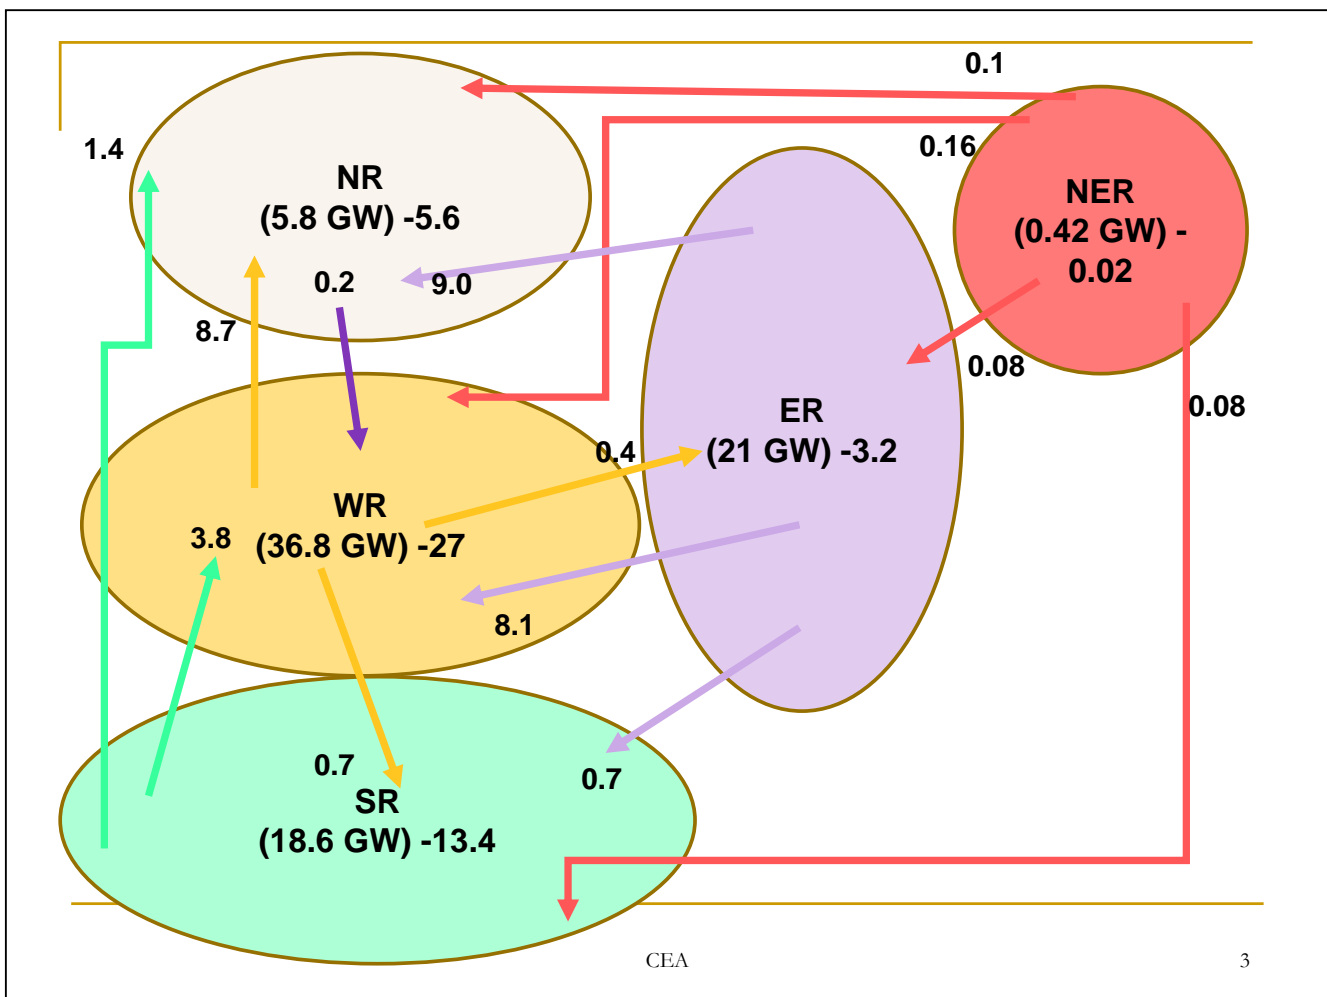 0.1
1.4
0.16
NR
(5.8 GW) -5.6
NER
(0.42 GW) -
0.02
0.2
9.0
8.7
0.08
0.08
ER
(21 GW) -3.2
0.4
WR
(36.8 GW) -27
3.8
8.1
0.7
0.7
SR
(18.6 GW) -13.4
CEA
3